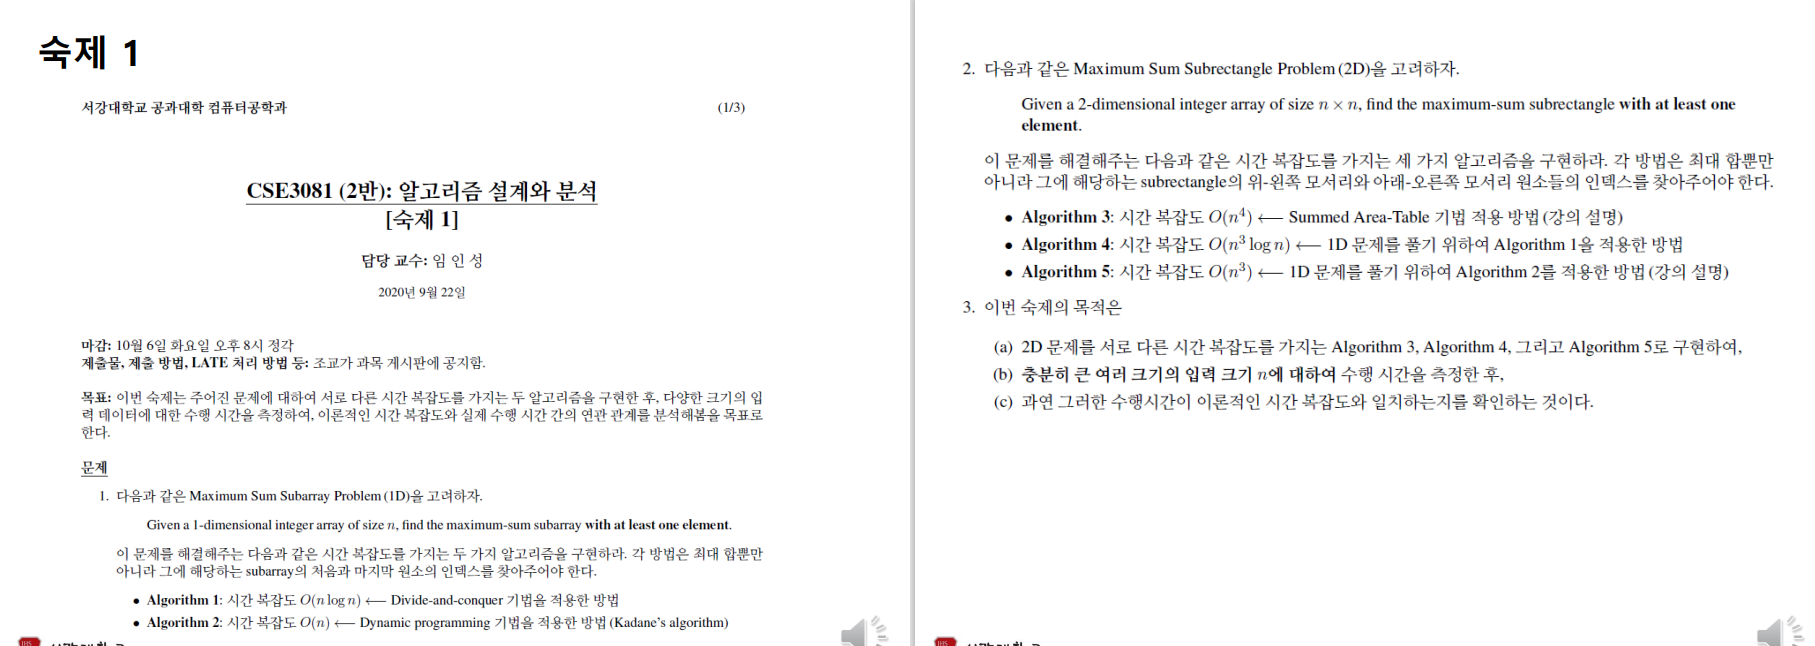 숙제 1
서강대학교 공과대학 컴퓨터공학과 (1/3)
CSE3081 (2반): 알고리즘 설계와 분석
[숙제 1]
담당 교수: 임 인 성
2020년 9월 22일
마감: 10월 6일 화요일 오후 8시 정각
제출물, 제출 방법, LATE 처리 방법 등: 조교가 과목 게시판에 공지함.
목표: 이번 숙제는 주어진 문제에 대하여 서로 다른 시간 복잡도를 가지는 두 알고리즘을 구현한 후, 다양한 크기의 입
력 데이터에 대한 수행 시간을 측정하여, 이론적인 시간 복잡도와 실제 수행 시간 간의 연관 관계를 분석해봄을 목표로
한다.
문제
1. 다음과 같은 Maximum Sum Subarray Problem (1D)을 고려하자.
Given a 1-dimensional integer array of size n, find the maximum-sum subarray with at least one element.
이 문제를 해결해주는 다음과 같은 시간 복잡도를 가지는 두 가지 알고리즘을 구현하라. 각 방법은 최대 합뿐만
아니라 그에 해당하는 subarray의 처음과 마지막 원소의 인덱스를 찾아주어야 한다.
• Algorithm 1: 시간 복잡도 O(n log n) ⟵ Divide-and-conquer 기법을 적용한 방법
• Algorithm 2: 시간 복잡도 O(n) ⟵ Dynamic programming 기법을 적용한 방법 (Kadane's algorithm)
2. 다음과 같은 Maximum Sum Subrectangle Problem (2D)을 고려하자.
Given a 2-dimensional integer array of size n × n, find the maximum-sum subrectangle with at least one
element.
이 문제를 해결해주는 다음과 같은 시간 복잡도를 가지는 세 가지 알고리즘을 구현하라. 각 방법은 최대 합뿐만
아니라 그에 해당하는 subrectangle의 위-왼쪽 모서리와 아래-오른쪽 모서리 원소들의 인덱스를 찾아주어야 한다.
• Algorithm 3: 시간 복잡도 O(n⁴) ⟵ Summed Area-Table 기법 적용 방법 (강의 설명)
• Algorithm 4: 시간 복잡도 O(n³ log n) ⟵ 1D 문제를 풀기 위하여 Algorithm 1을 적용한 방법
• Algorithm 5: 시간 복잡도 O(n³) ⟵ 1D 문제를 풀기 위하여 Algorithm 2를 적용한 방법 (강의 설명)
3. 이번 숙제의 목적은
(a) 2D 문제를 서로 다른 시간 복잡도를 가지는 Algorithm 3, Algorithm 4, 그리고 Algorithm 5로 구현하여,
(b) 충분히 큰 여러 크기의 입력 크기 n에 대하여 수행 시간을 측정한 후,
(c) 과연 그러한 수행시간이 이론적인 시간 복잡도와 일치하는지를 확인하는 것이다.